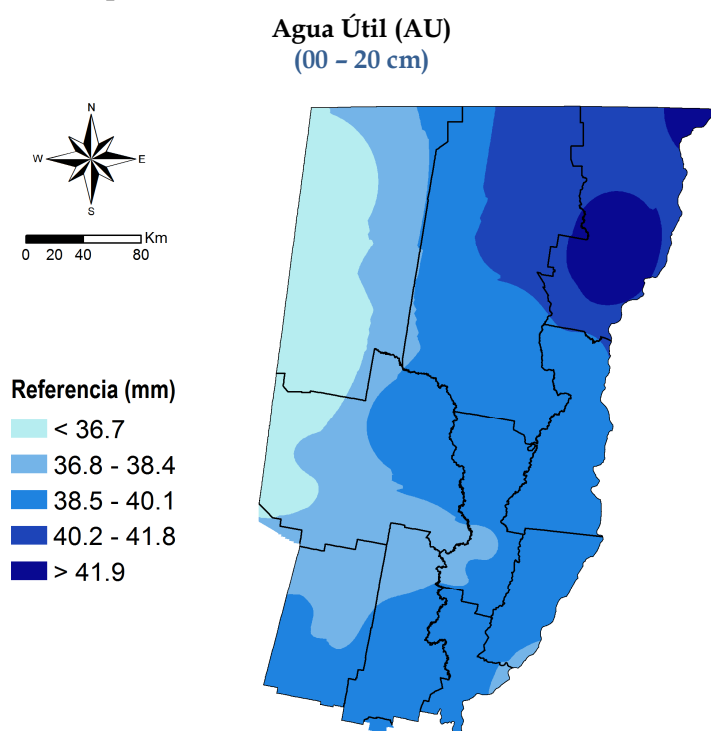 Agua Útil (AU)
(00 – 20 cm)
N
W E
S
Km
0 20 40 80
Referencia (mm)
< 36.7
36.8 - 38.4
38.5 - 40.1
40.2 - 41.8
> 41.9